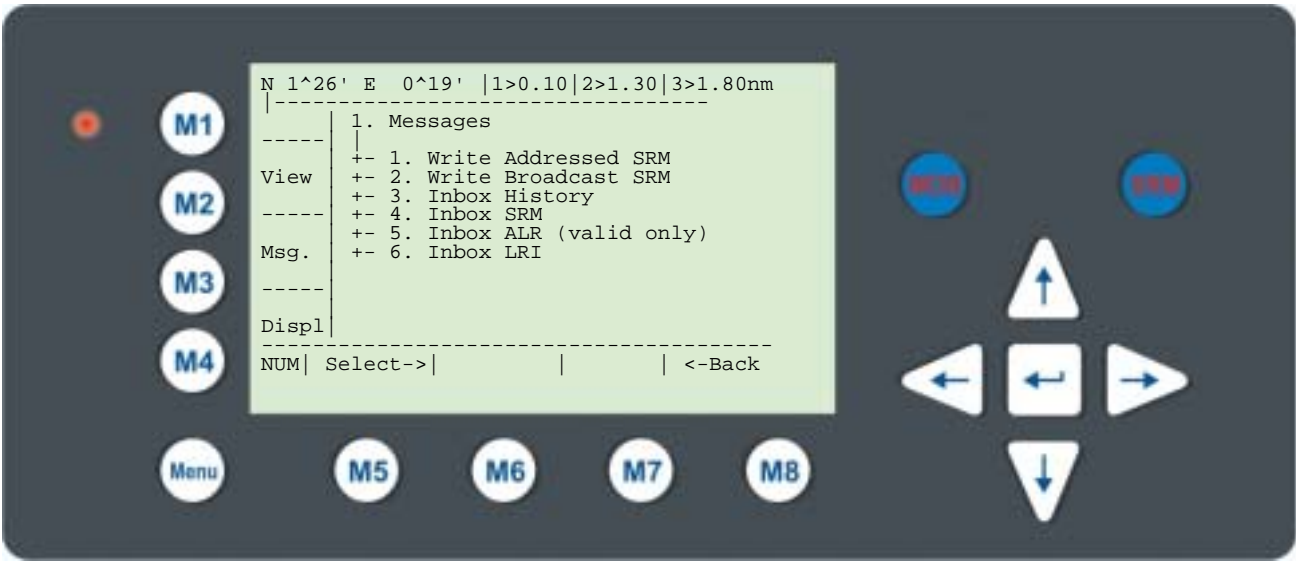 N 1^26' E  0^19' |1>0.10|2>1.30|3>1.80nm
|----------------------------------
1. Messages
-----|
+- 1. Write Addressed SRM
View | +- 2. Write Broadcast SRM
+- 3. Inbox History
-----| +- 4. Inbox SRM
+- 5. Inbox ALR (valid only)
Msg. | +- 6. Inbox LRI
-----|
Displ|
----------------------------------------
NUM| Select->|         |       | <-Back
M1
M2
M3
M4
Menu
M5
M6
M7
M8
SRM